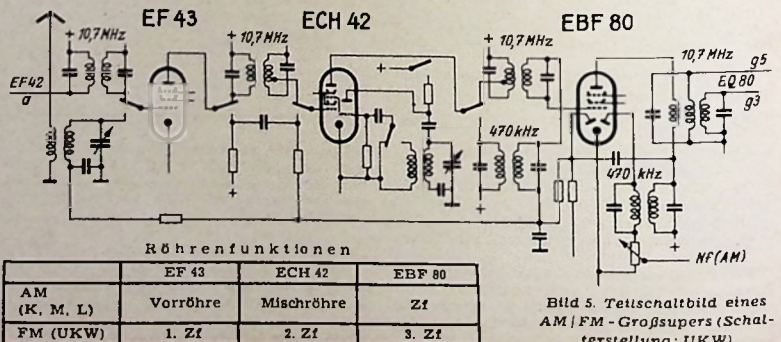 EF 43
ECH 42
EBF 80
+ 10,7 MHz
+ 10,7 MHz
+ 10,7 MHz
10,7 MHz
g5
EF42
a
+
EQ 80
g3
470 kHz
470 kHz
+
+
+
Nf (AM)
Röhrenfunktionen
EF 43 ECH 42 EBF 80
AM (K, M, L) Vorröhre Mischröhre Zf
FM (UKW) 1. Zf 2. Zf 3. Zf
Bild 5. Teilschaltbild eines
AM / FM - Großsupers (Schal-
terstellung: UKW)